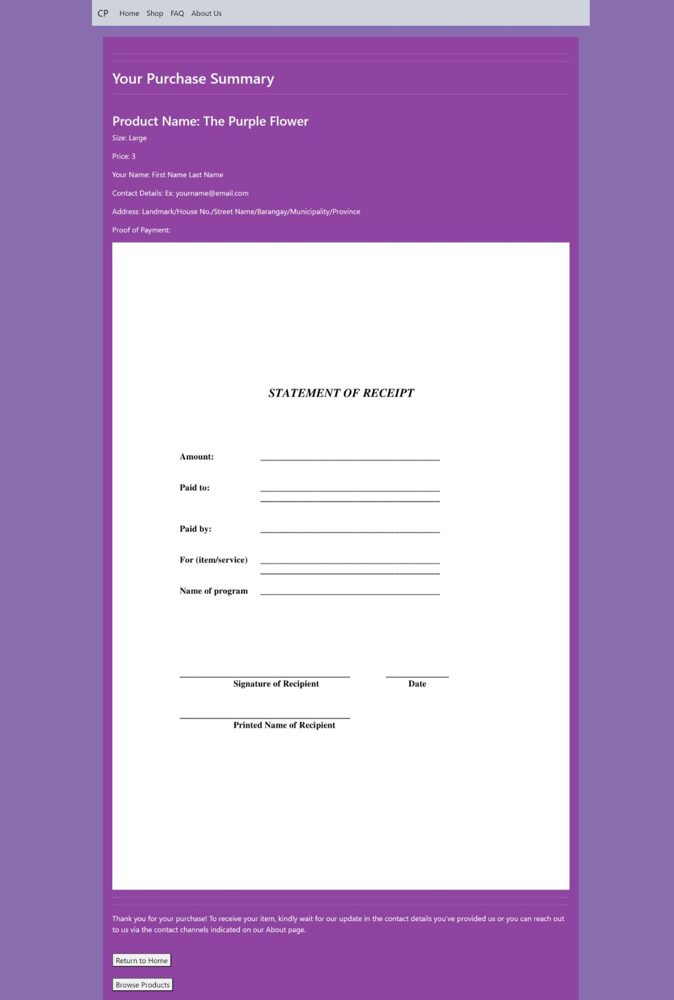 CP Home Shop FAQ About Us
Your Purchase Summary
Product Name: The Purple Flower
Size: Large
Price: 3
Your Name: First Name Last Name
Contact Details: Ex: yourname@email.com
Address: Landmark/House No./Street Name/Barangay/Municipality/Province
Proof of Payment:
STATEMENT OF RECEIPT
Amount:
Paid to:
Paid by:
For (item/service)
Name of program
Signature of Recipient Date
Printed Name of Recipient
Thank you for your purchase! To receive your item, kindly wait for our update in the contact details you've provided us or you can reach out
to us via the contact channels indicated on our About page.
Return to Home
Browse Products